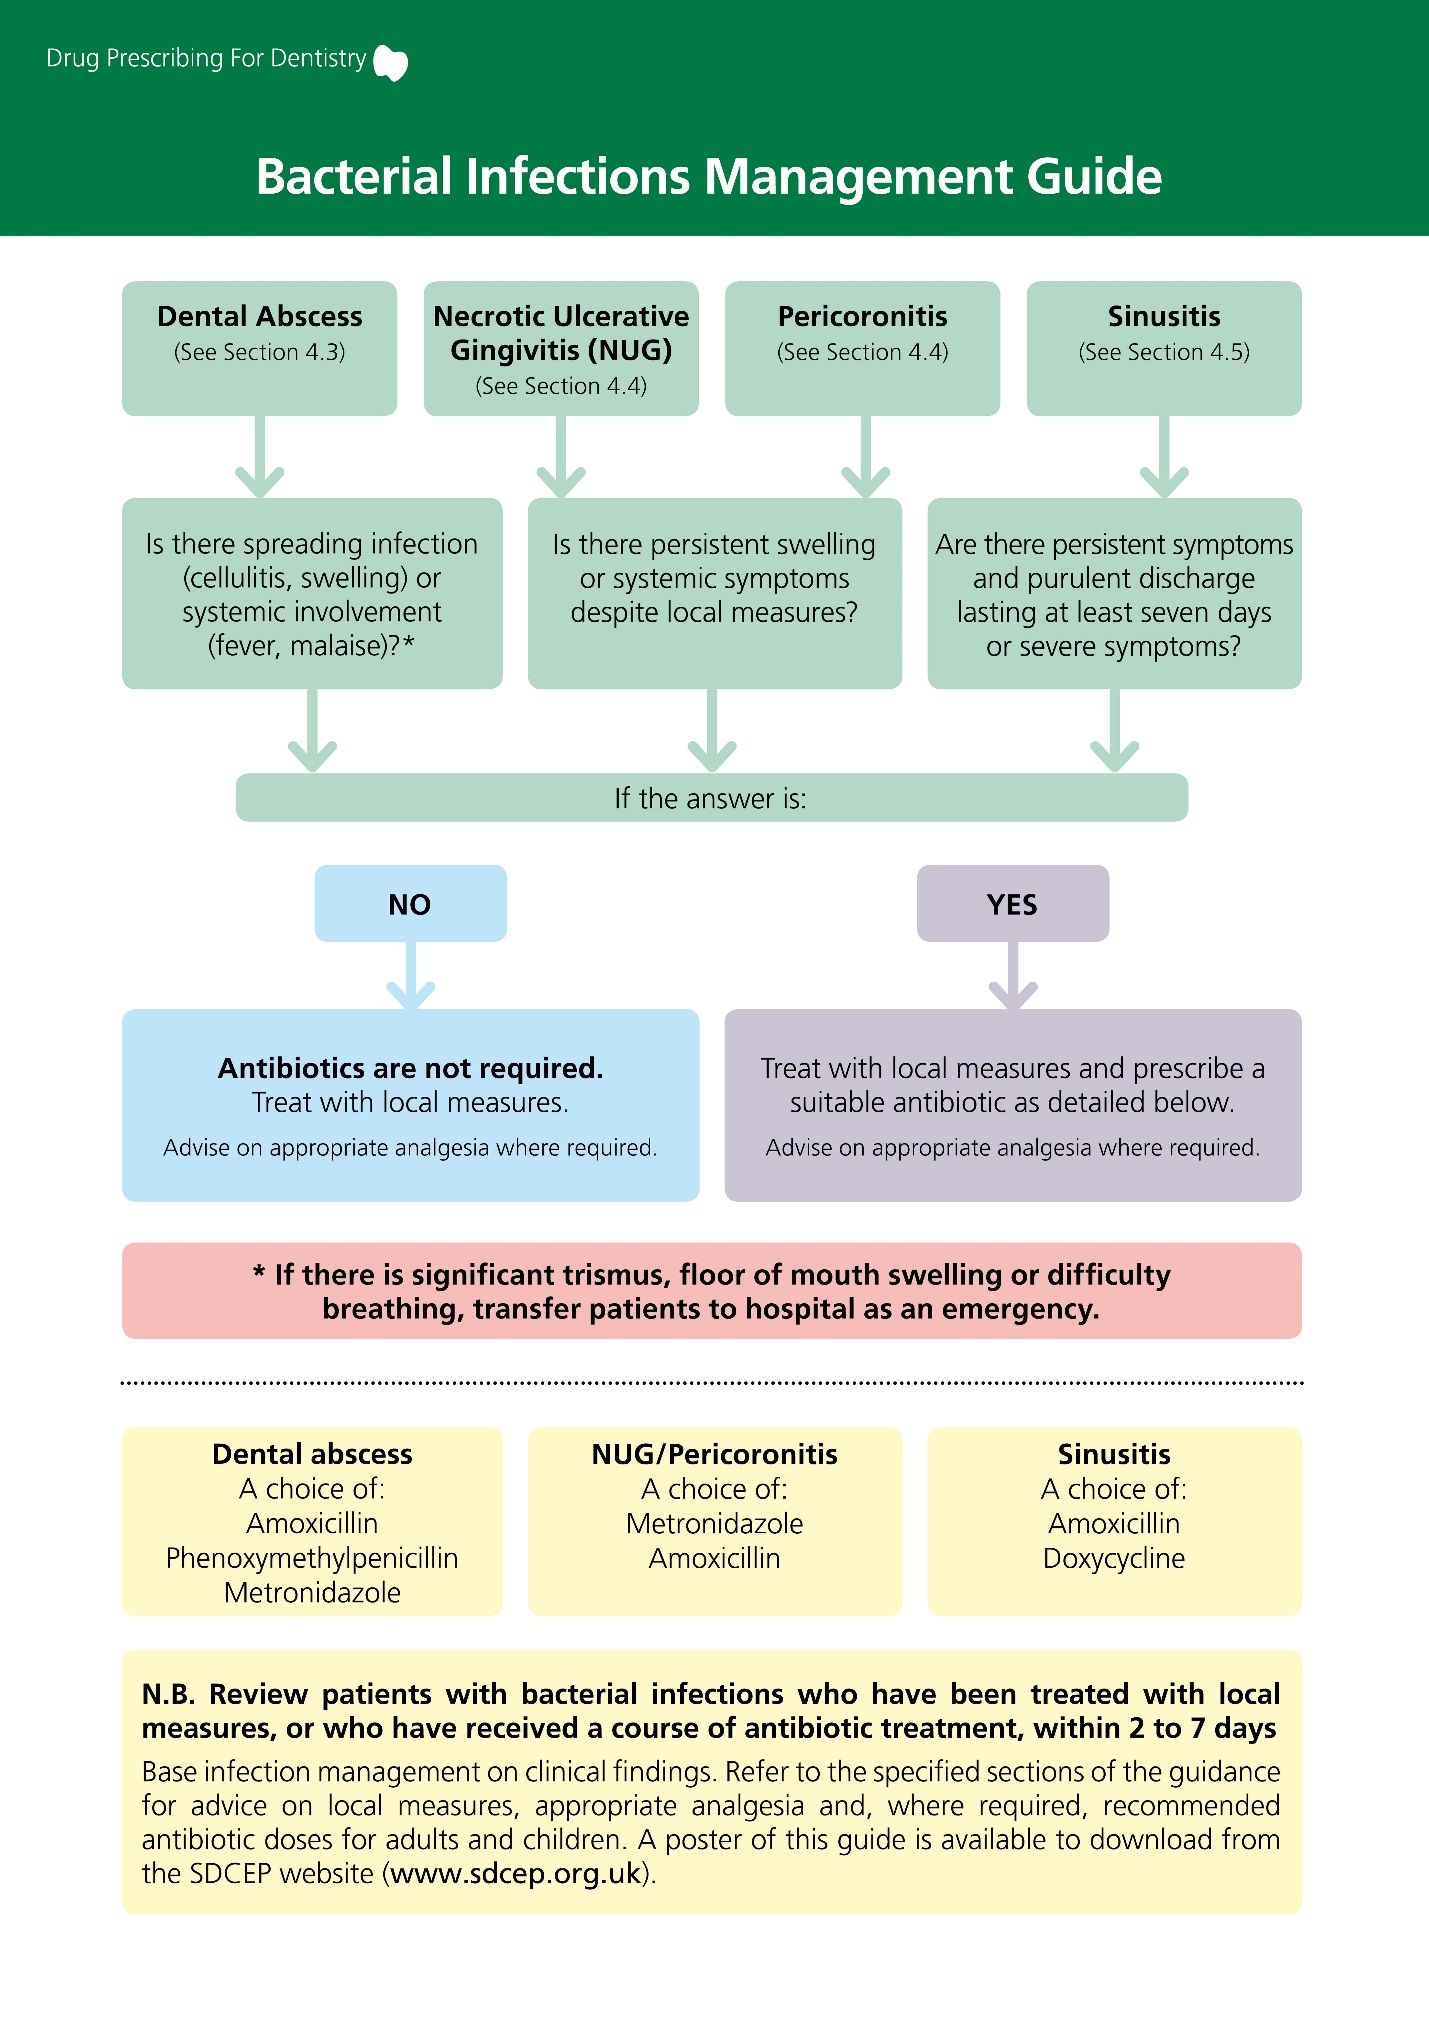 Drug Prescribing For Dentistry
Bacterial Infections Management Guide
Dental Abscess
(See Section 4.3)
Necrotic Ulcerative
Gingivitis (NUG)
(See Section 4.4)
Pericoronitis
(See Section 4.4)
Sinusitis
(See Section 4.5)
Is there spreading infection
(cellulitis, swelling) or
systemic involvement
(fever, malaise)?*
Is there persistent swelling
or systemic symptoms
despite local measures?
Are there persistent symptoms
and purulent discharge
lasting at least seven days
or severe symptoms?
If the answer is:
NO
YES
Antibiotics are not required.
Treat with local measures.
Advise on appropriate analgesia where required.
Treat with local measures and prescribe a
suitable antibiotic as detailed below.
Advise on appropriate analgesia where required.
* If there is significant trismus, floor of mouth swelling or difficulty
breathing, transfer patients to hospital as an emergency.
Dental abscess
A choice of:
Amoxicillin
Phenoxymethylpenicillin
Metronidazole
NUG/Pericoronitis
A choice of:
Metronidazole
Amoxicillin
Sinusitis
A choice of:
Amoxicillin
Doxycycline
N.B. Review patients with bacterial infections who have been treated with local
measures, or who have received a course of antibiotic treatment, within 2 to 7 days
Base infection management on clinical findings. Refer to the specified sections of the guidance
for advice on local measures, appropriate analgesia and, where required, recommended
antibiotic doses for adults and children. A poster of this guide is available to download from
the SDCEP website (www.sdcep.org.uk).